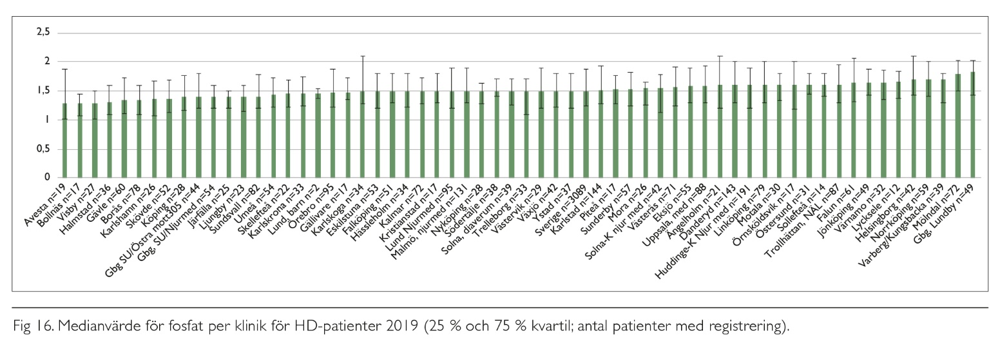 2,5
2
1,5
1
0,5
0
Avesta n=19
Bollnäs n=17
Visby n=27
Halmstad n=36
Gävle n=60
Borås n=78
Karlshamn n=26
Skövde n=52
Köping n=28
Gbg SU/Östra mott305 n=44
Gbg, SU/Njurmed n=54
Järfälla n=25
Ljungby n=23
Sundsvall n=82
Umeå n=54
Skellefteå n=22
Karlskrona n=33
Lund, barn n=2
Örebro n=95
Gällivare n=17
Karlskoga n=34
Eskilstuna n=53
Falköping n=51
Hässleholm n=34
Kalmar n=72
Kristianstad n=17
Lund Njurmed n=95
Malmö, njurmed n=131
Nyköping n=28
Södertälje n=38
Solna, diaverum n=39
Trelleborg n=33
Västervik n=29
Växjö n=42
Ystad n=37
Sverige n=3089
Karlstad n=144
Piteå n=17
Sunderby n=57
Mora n=26
Solna-K njur med n=42
Västerås n=71
Eksjö n=55
Uppsala, med n=88
Ängelholm n=21
Danderyd n=143
Huddinge-K Njur med n=191
Linköping n=79
Motala n=30
Örnsköldsvik n=17
Östersund n=31
Sollefteå n=14
Trollhättan, NÄL n=87
Falun n=61
Jönköping n=49
Värnamo n=32
Lycksele n=12
Helsingborg n=42
Norrköping n=59
Varberg/Kungsbacka n=39
Mölndal n=72
Gbg, Lundby n=49
Fig 16. Medianvärde för fosfat per klinik för HD-patienter 2019 (25 % och 75 % kvartil; antal patienter med registrering).